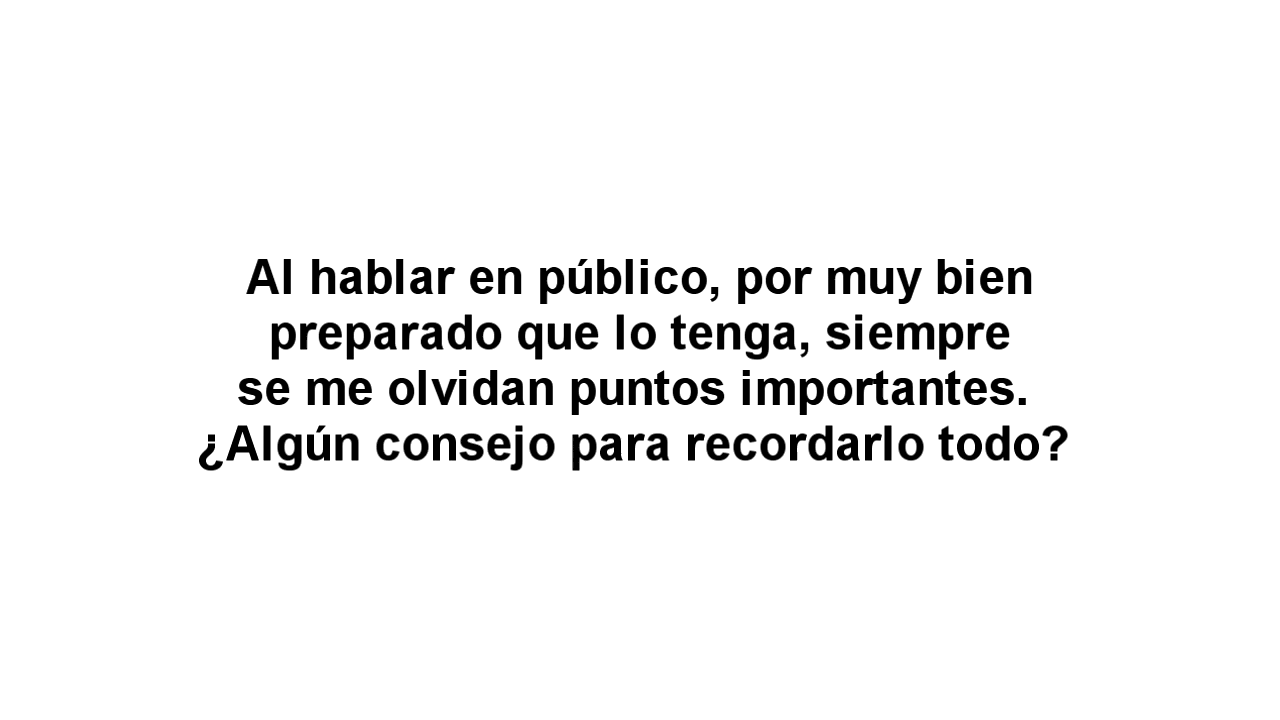 Al hablar en público, por muy bien
preparado que lo tenga, siempre
se me olvidan puntos importantes.
¿Algún consejo para recordarlo todo?